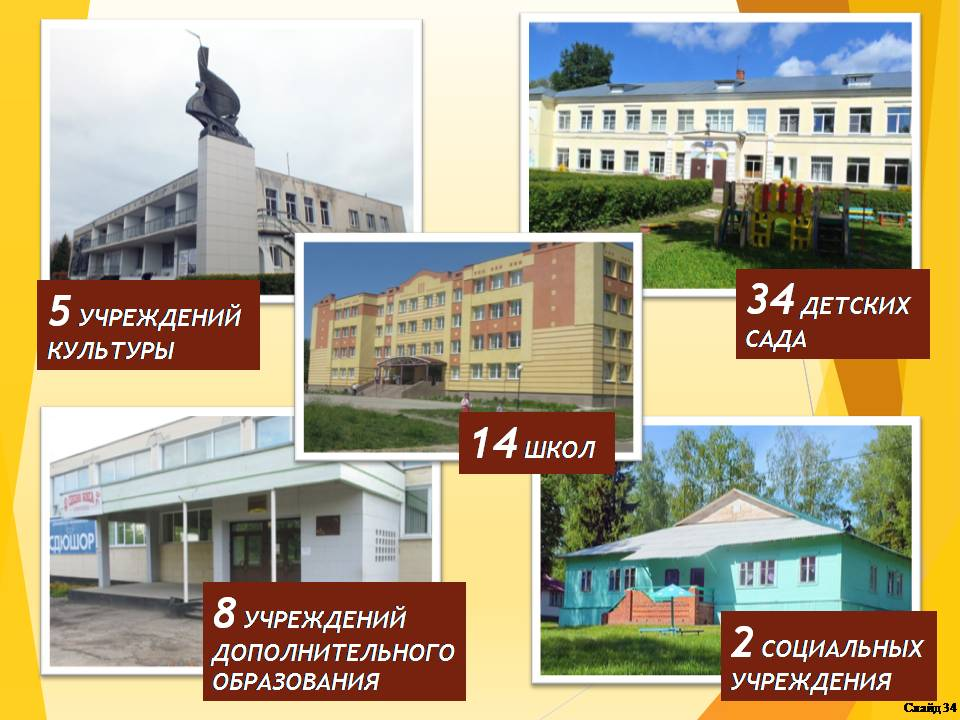 5 УЧРЕЖДЕНИЙ
КУЛЬТУРЫ
34 ДЕТСКИХ
САДА
14 ШКОЛ
СДЮШОР
8 УЧРЕЖДЕНИЙ
ДОПОЛНИТЕЛЬНОГО
ОБРАЗОВАНИЯ
2 СОЦИАЛЬНЫХ
УЧРЕЖДЕНИЯ
Слайд 34